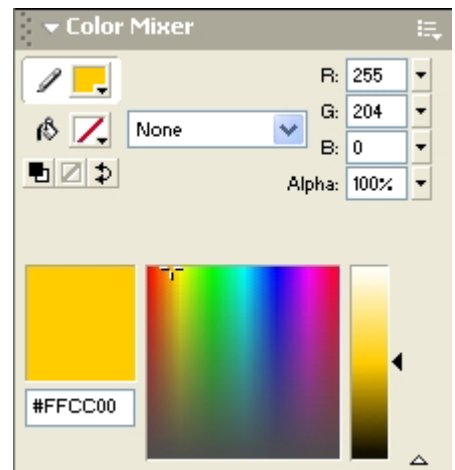 Color Mixer
R: 255
G: 204
None
B: 0
Alpha: 100%
#FFCC00